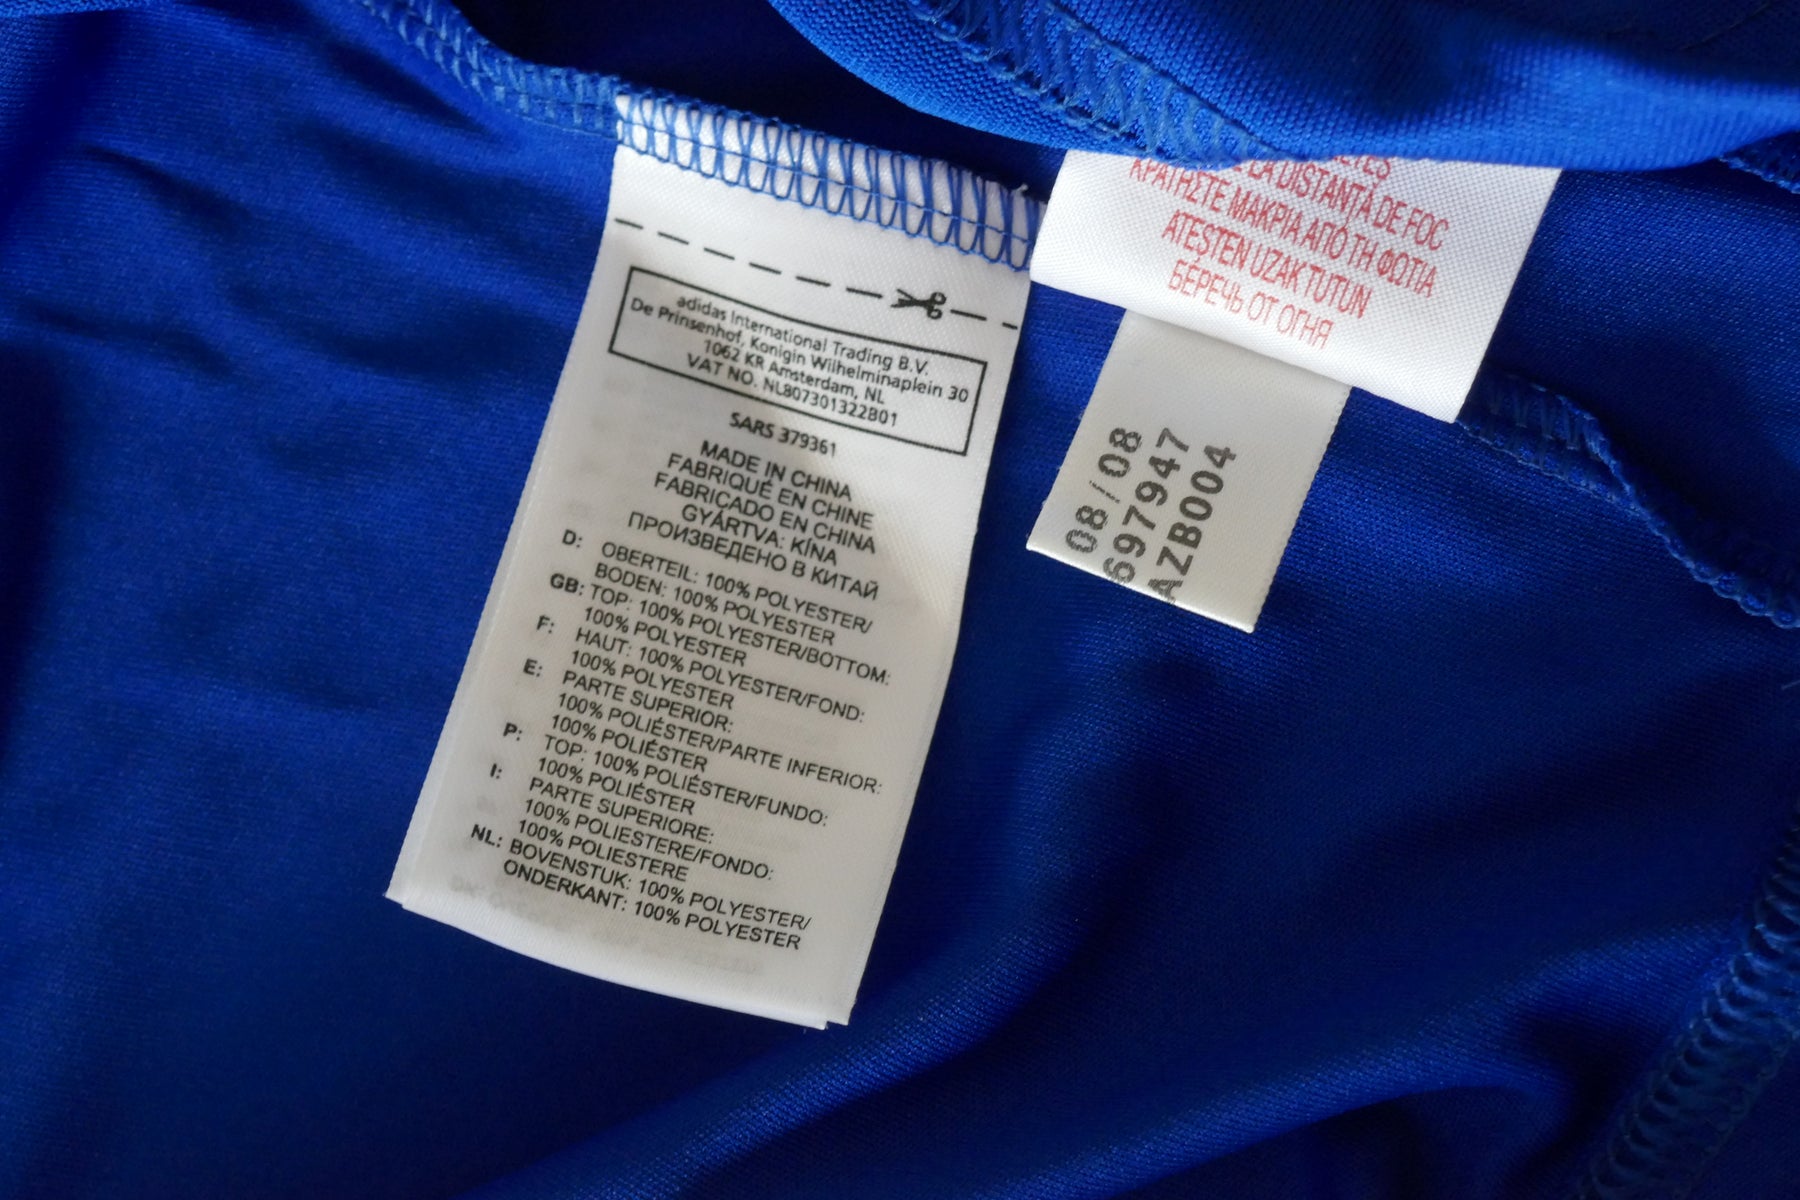 adidas International Trading B.V.
De Prinsenhof, Konigin Wilhelminaplein 30
1062 KR Amsterdam, NL
VAT NO. NL807301322B01
SARS 379361
MADE IN CHINA
FABRIQUÉ EN CHINE
FABRICADO EN CHINA
GYÁRTVA: KÍNA
ПРОИЗВЕДЕНО В КИТАЙ
D: OBERTEIL: 100% POLYESTER/
BODEN: 100% POLYESTER
GB: TOP: 100% POLYESTER/BOTTOM:
100% POLYESTER
F: HAUT: 100% POLYESTER/FOND:
100% POLYESTER
E: PARTE SUPERIOR:
100% POLIÉSTER/PARTE INFERIOR:
100% POLIÉSTER
P: TOP: 100% POLIÉSTER/FUNDO:
100% POLIÉSTER
I: PARTE SUPERIORE:
100% POLIESTERE/FONDO:
100% POLIESTERE
NL: BOVENSTUK: 100% POLYESTER/
ONDERKANT: 100% POLYESTER
LA DISTANȚĂ DE FOC
ΚΡΑΤΗΣΤΕ ΜΑΚΡΙΑ ΑΠΟ ΤΗ ΦΩΤΙΑ
ATEŞTEN UZAK TUTUN
БЕРЕЧЬ ОТ ОГНЯ
08/08
697947
AZB004